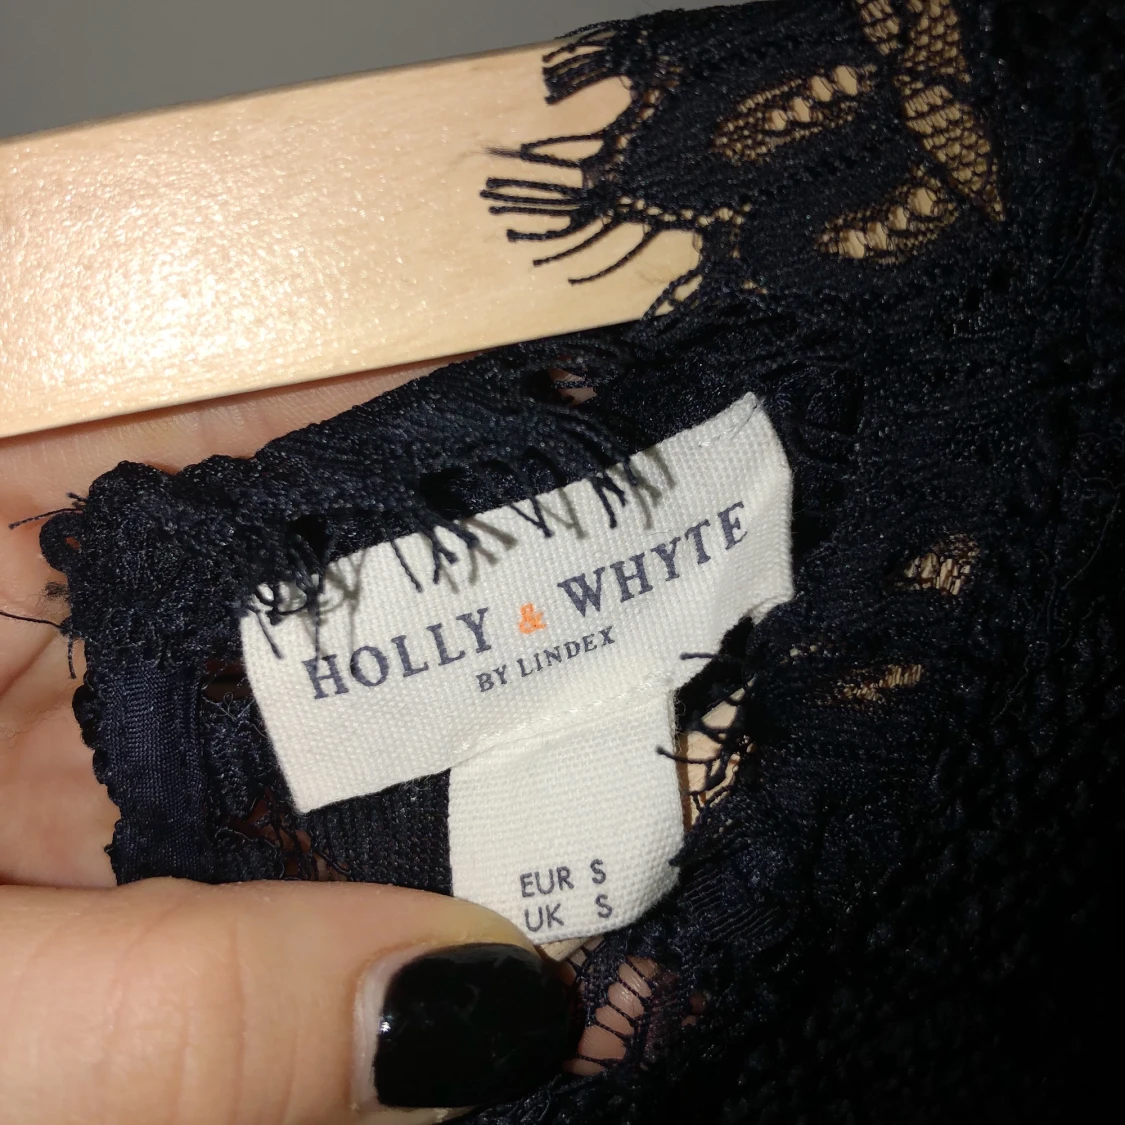 HOLLY & WHYTE
BY LINDEX
EUR S
UK S